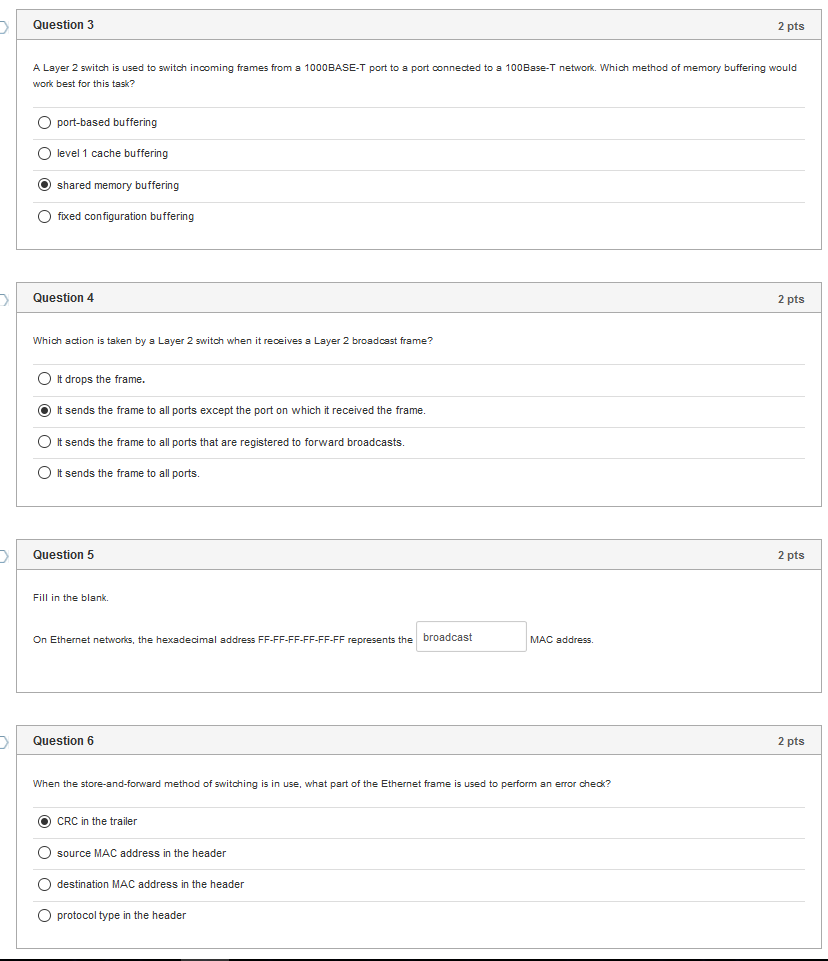 Question 3
2 pts
A Layer 2 switch is used to switch incoming frames from a 1000BASE-T port to a port connected to a 100Base-T network. Which method of memory buffering would
work best for this task?
port-based buffering
level 1 cache buffering
shared memory buffering
fixed configuration buffering
Question 4
2 pts
Which action is taken by a Layer 2 switch when it receives a Layer 2 broadcast frame?
It drops the frame.
It sends the frame to all ports except the port on which it received the frame.
It sends the frame to all ports that are registered to forward broadcasts.
It sends the frame to all ports.
Question 5
2 pts
Fill in the blank.
On Ethernet networks, the hexadecimal address FF-FF-FF-FF-FF-FF represents the broadcast MAC address.
Question 6
2 pts
When the store-and-forward method of switching is in use, what part of the Ethernet frame is used to perform an error check?
CRC in the trailer
source MAC address in the header
destination MAC address in the header
protocol type in the header